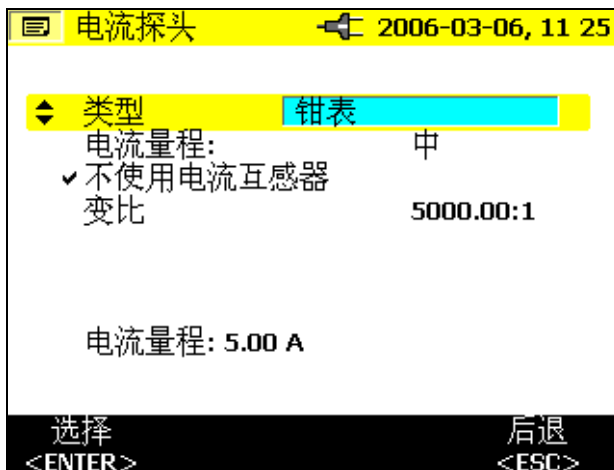 电流探头 2006-03-06, 11 25
类型 钳表
电流量程: 中
不使用电流互感器
变比 5000.00:1
电流量程: 5.00 A
选择 后退
<ENTER> <ESC>